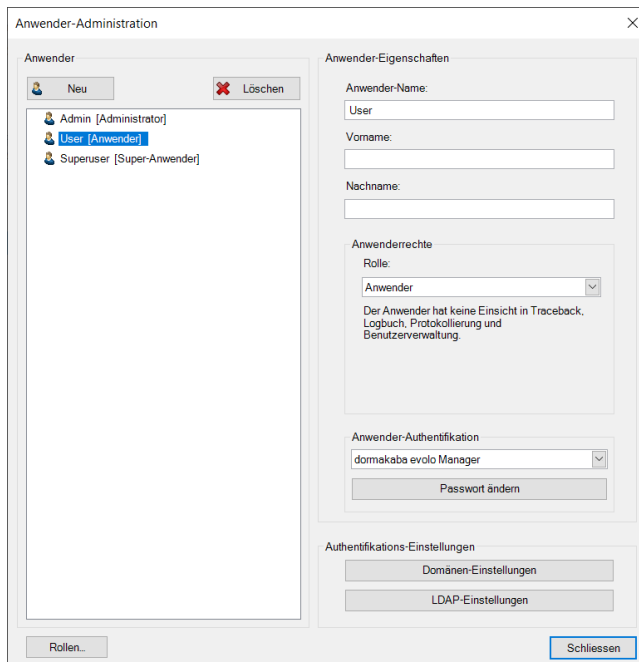 Anwender-Administration
Anwender
Neu
Löschen
Admin [Administrator]
User [Anwender]
Superuser [Super-Anwender]
Rollen...
Anwender-Eigenschaften
Anwender-Name:
User
Vorname:
Nachname:
Anwenderrechte
Rolle:
Anwender
Der Anwender hat keine Einsicht in Traceback,
Logbuch, Protokollierung und
Benutzerverwaltung.
Anwender-Authentifikation
dormakaba evolo Manager
Passwort ändern
Authentifikations-Einstellungen
Domänen-Einstellungen
LDAP-Einstellungen
Schliessen